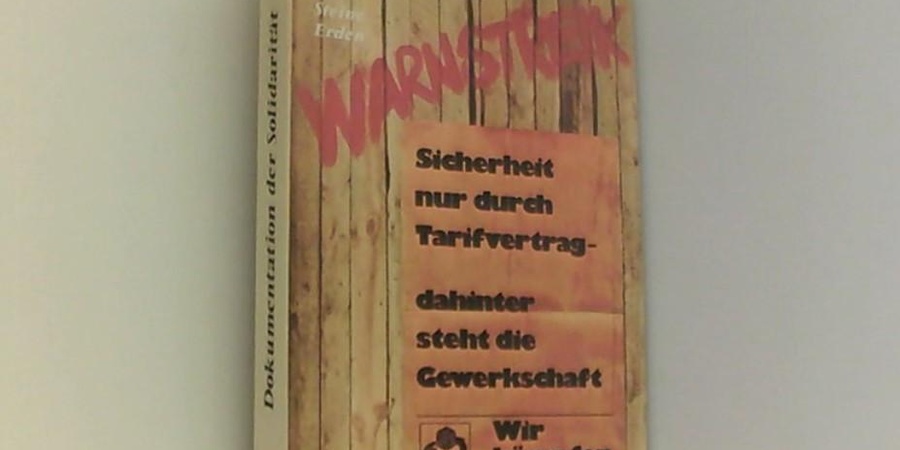 Dokumentation der Solidarität
Steine
Erden
WARNSTREIK
Sicherheit
nur durch
Tarifvertrag-
dahinter
steht die
Gewerkschaft
Wir